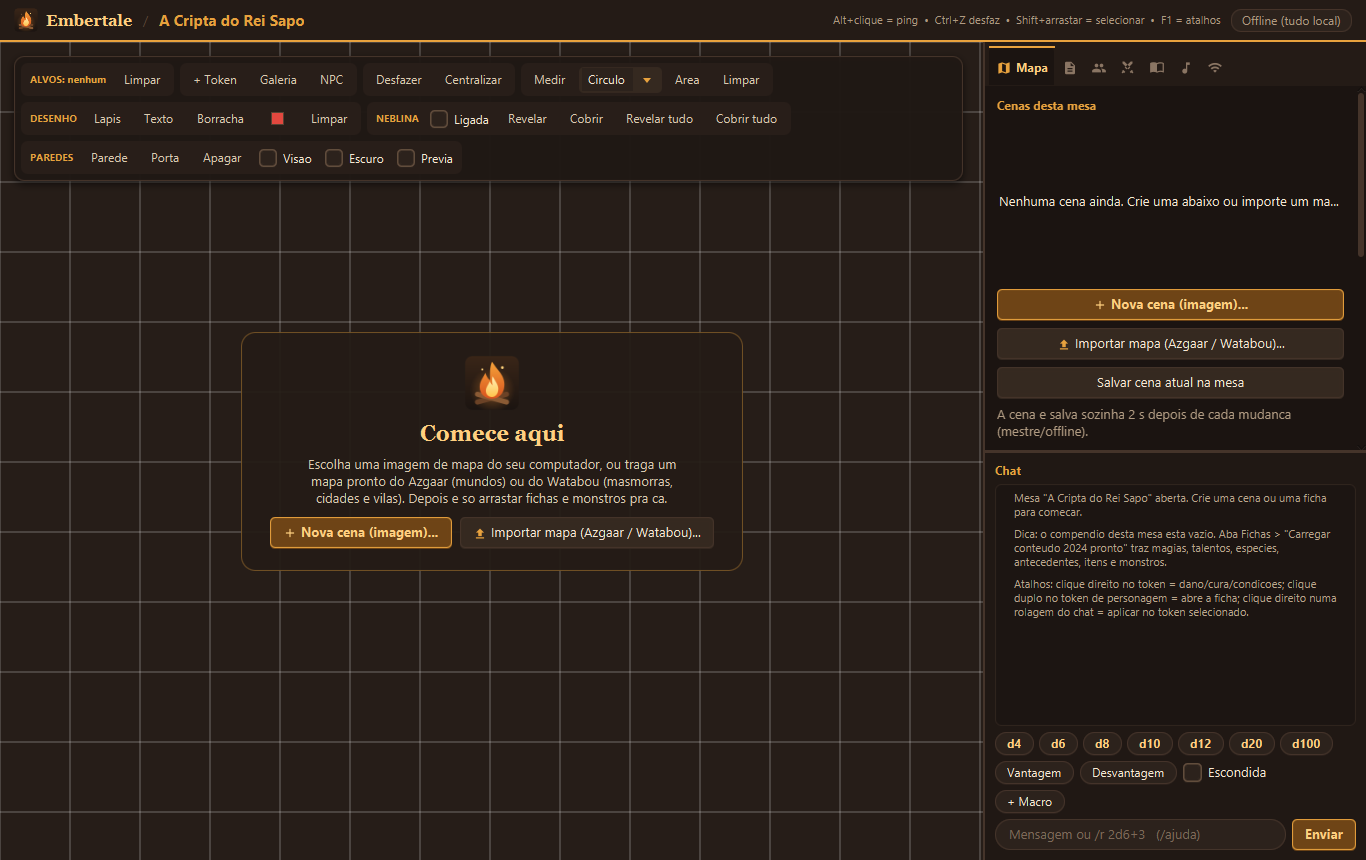 Embertale / A Cripta do Rei Sapo
Alt+clique = ping • Ctrl+Z desfaz • Shift+arrastar = selecionar • F1 = atalhos
Offline (tudo local)
ALVOS: nenhum Limpar + Token Galeria NPC Desfazer Centralizar Medir Circulo Area Limpar
DESENHO Lapis Texto Borracha Limpar NEBLINA Ligada Revelar Cobrir Revelar tudo Cobrir tudo
PAREDES Parede Porta Apagar Visao Escuro Previa
Comece aqui
Escolha uma imagem de mapa do seu computador, ou traga um
mapa pronto do Azgaar (mundos) ou do Watabou (masmorras,
cidades e vilas). Depois e so arrastar fichas e monstros pra ca.
+ Nova cena (imagem)...
Importar mapa (Azgaar / Watabou)...
Mapa
Cenas desta mesa
Nenhuma cena ainda. Crie uma abaixo ou importe um ma...
+ Nova cena (imagem)...
Importar mapa (Azgaar / Watabou)...
Salvar cena atual na mesa
A cena e salva sozinha 2 s depois de cada mudanca
(mestre/offline).
Chat
Mesa "A Cripta do Rei Sapo" aberta. Crie uma cena ou uma ficha
para comecar.
Dica: o compendio desta mesa esta vazio. Aba Fichas > "Carregar
conteudo 2024 pronto" traz magias, talentos, especies,
antecedentes, itens e monstros.
Atalhos: clique direito no token = dano/cura/condicoes; clique
duplo no token de personagem = abre a ficha; clique direito numa
rolagem do chat = aplicar no token selecionado.
d4 d6 d8 d10 d12 d20 d100
Vantagem Desvantagem Escondida
+ Macro
Mensagem ou /r 2d6+3 (/ajuda)
Enviar